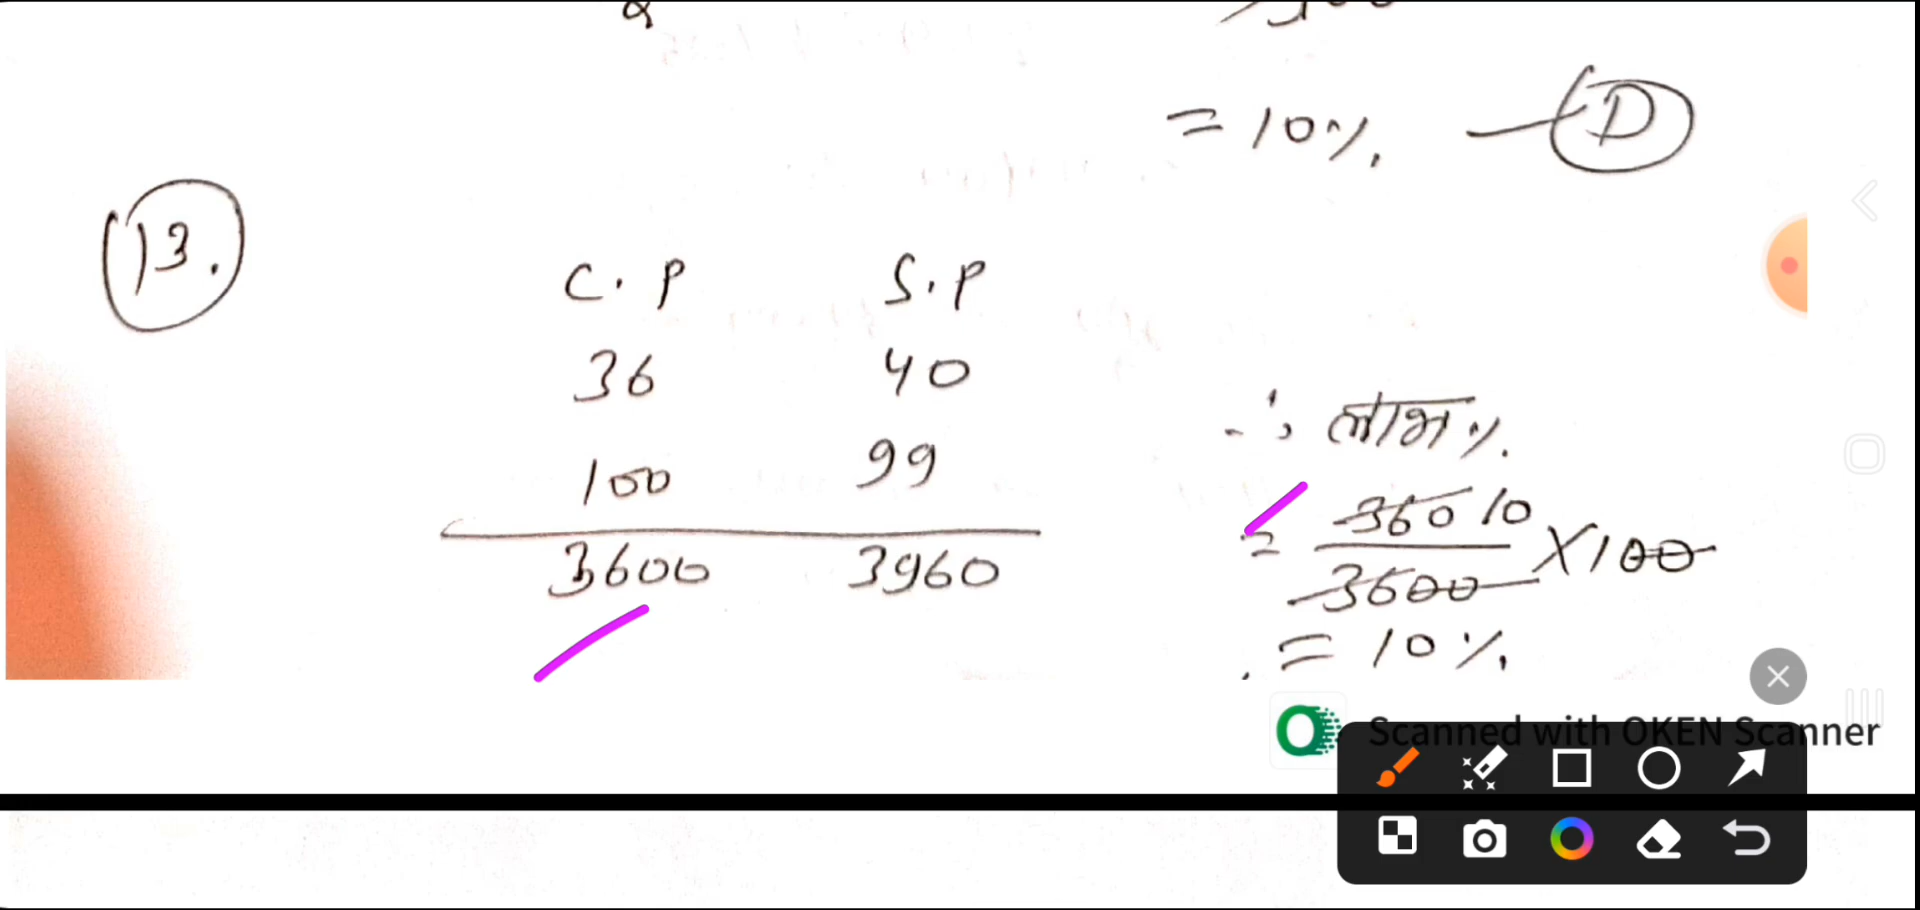 = 10%. — D
13.
C.P S.P
36 40
100 99
3600 3960
∴ लाभ%.
= 360 10 / 3600 × 100
= 10%.
Scanned with OKEN Scanner